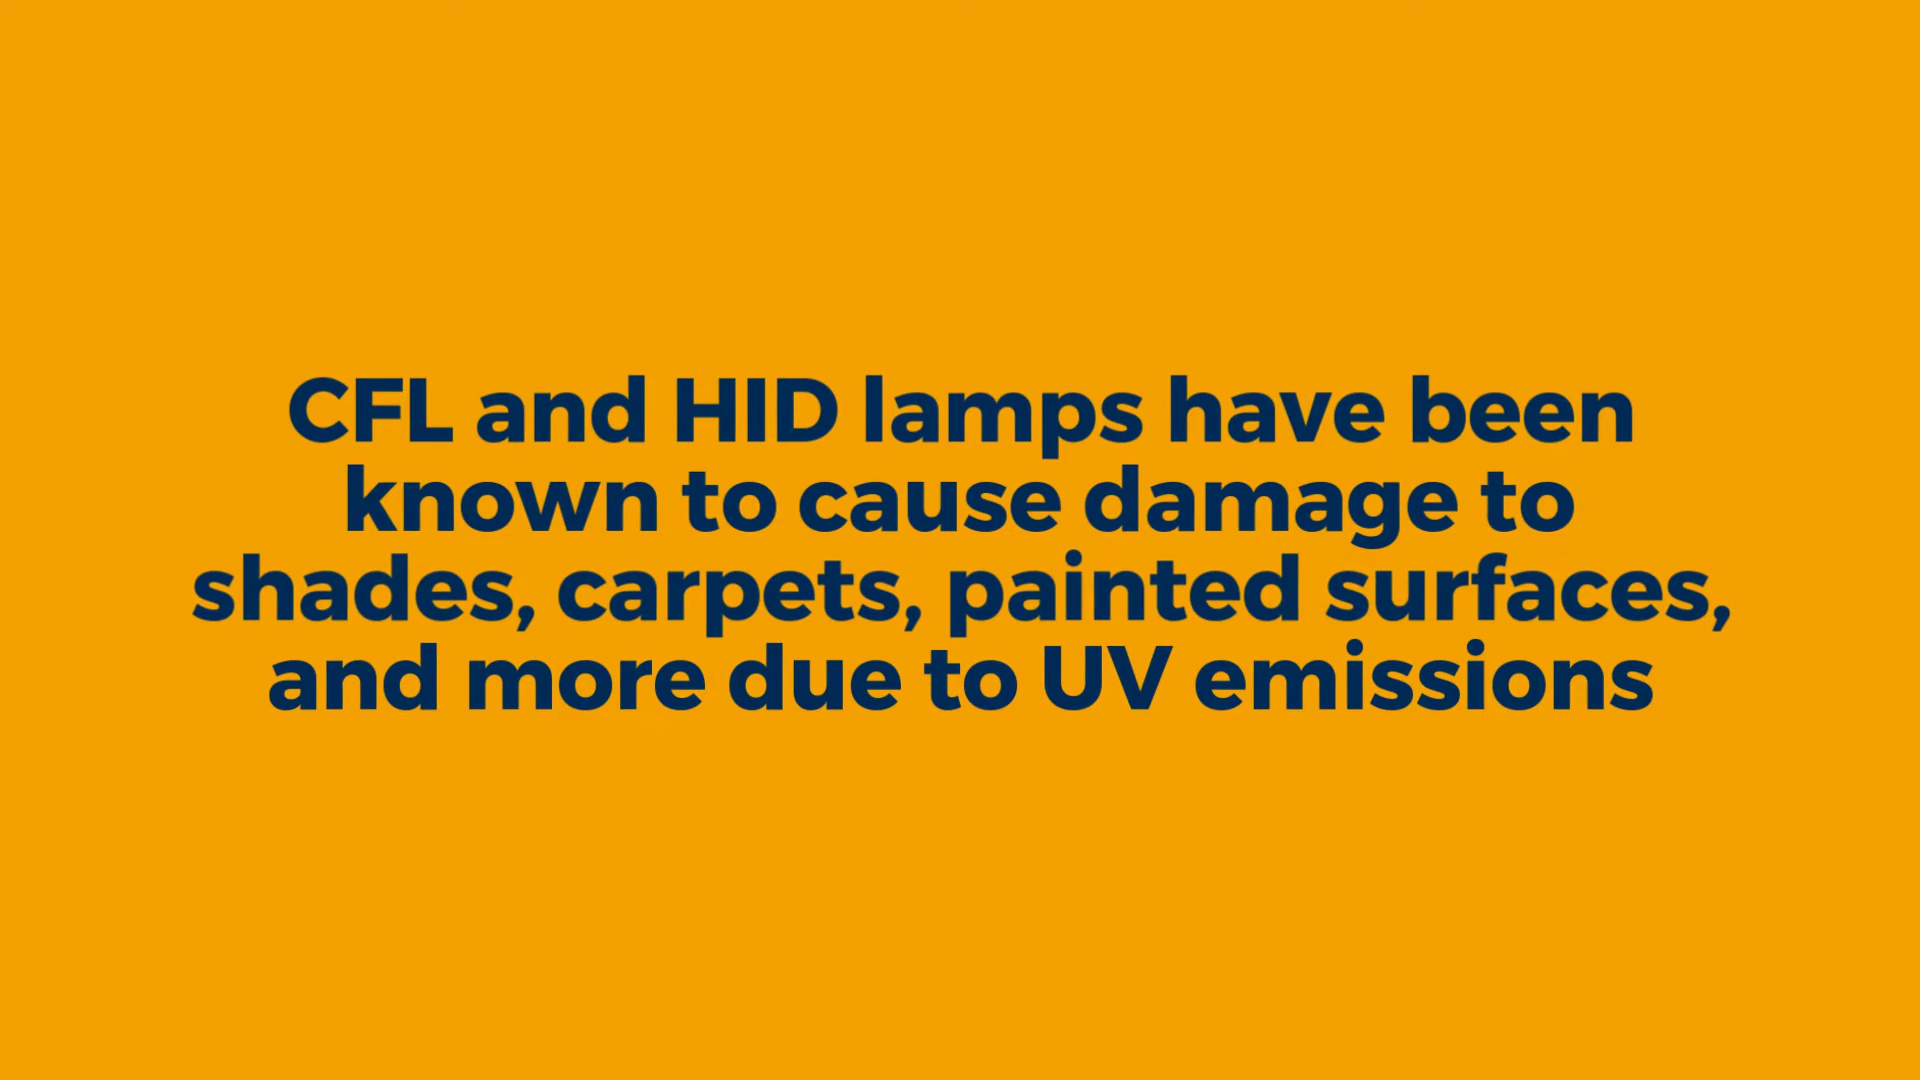 CFL and HID lamps have been
known to cause damage to
shades, carpets, painted surfaces,
and more due to UV emissions